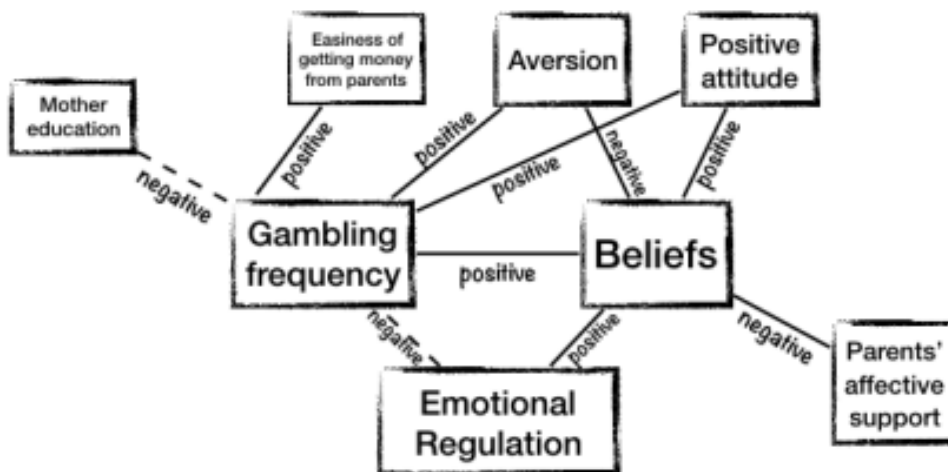 Easiness of
getting money
from parents
Aversion
Positive
attitude
Mother
education
positive
positive
positive
negative
positive
negative
Gambling
frequency
positive
Beliefs
negative
positive
negative
Emotional
Regulation
Parents’
affective
support